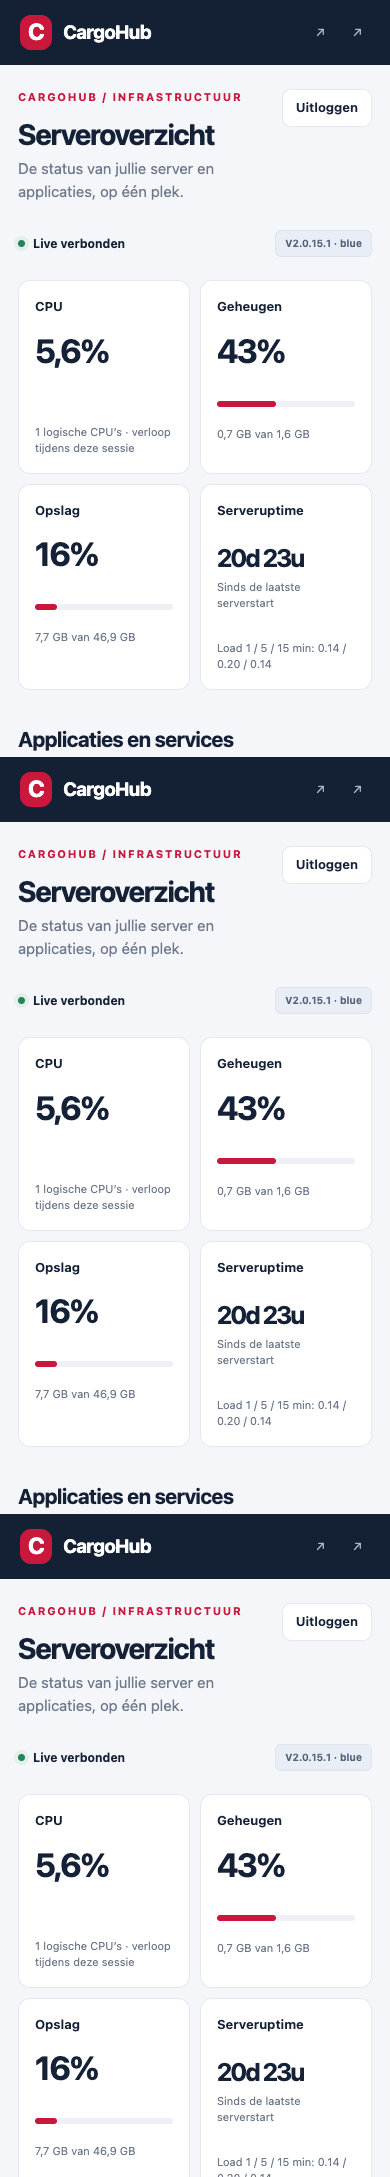 C CargoHub ↗ ↗
CARGOHUB / INFRASTRUCTUUR
Uitloggen
Serveroverzicht
De status van jullie server en
applicaties, op één plek.
Live verbonden
V2.0.15.1 · blue
CPU
5,6%
1 logische CPU's · verloop
tijdens deze sessie
Geheugen
43%
0,7 GB van 1,6 GB
Opslag
16%
7,7 GB van 46,9 GB
Serveruptime
20d 23u
Sinds de laatste
serverstart
Load 1 / 5 / 15 min: 0.14 /
0.20 / 0.14
Applicaties en services
C CargoHub ↗ ↗
CARGOHUB / INFRASTRUCTUUR
Uitloggen
Serveroverzicht
De status van jullie server en
applicaties, op één plek.
Live verbonden
V2.0.15.1 · blue
CPU
5,6%
1 logische CPU's · verloop
tijdens deze sessie
Geheugen
43%
0,7 GB van 1,6 GB
Opslag
16%
7,7 GB van 46,9 GB
Serveruptime
20d 23u
Sinds de laatste
serverstart
Load 1 / 5 / 15 min: 0.14 /
0.20 / 0.14
Applicaties en services
C CargoHub ↗ ↗
CARGOHUB / INFRASTRUCTUUR
Uitloggen
Serveroverzicht
De status van jullie server en
applicaties, op één plek.
Live verbonden
V2.0.15.1 · blue
CPU
5,6%
1 logische CPU's · verloop
tijdens deze sessie
Geheugen
43%
0,7 GB van 1,6 GB
Opslag
16%
7,7 GB van 46,9 GB
Serveruptime
20d 23u
Sinds de laatste
serverstart
Load 1 / 5 / 15 min: 0.14 /